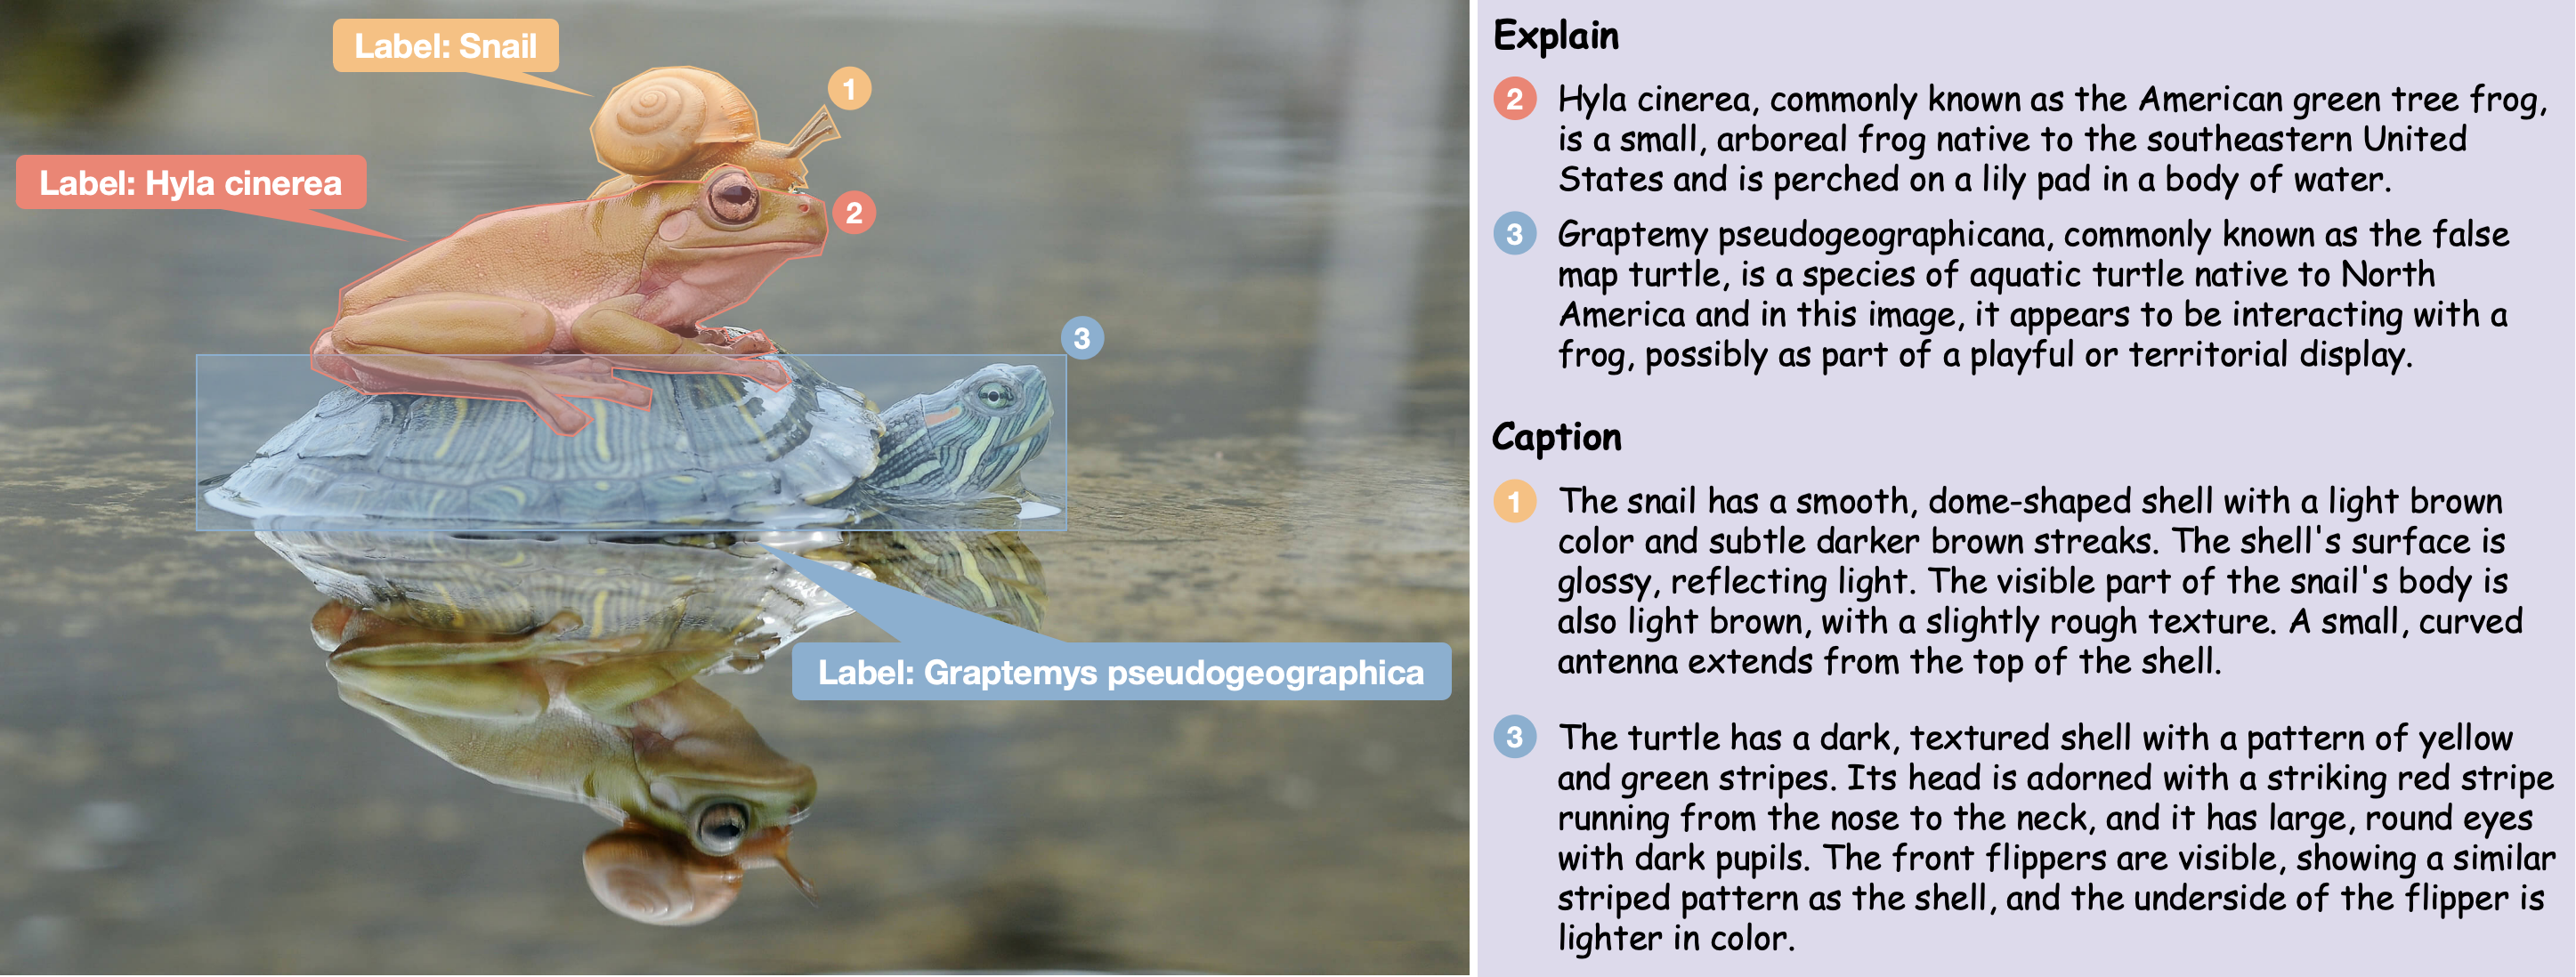 Label: Snail
1
Label: Hyla cinerea
2
3
Label: Graptemys pseudogeographica
Explain
2 Hyla cinerea, commonly known as the American green tree frog,
is a small, arboreal frog native to the southeastern United
States and is perched on a lily pad in a body of water.
3 Graptemy pseudogeographicana, commonly known as the false
map turtle, is a species of aquatic turtle native to North
America and in this image, it appears to be interacting with a
frog, possibly as part of a playful or territorial display.
Caption
1 The snail has a smooth, dome-shaped shell with a light brown
color and subtle darker brown streaks. The shell's surface is
glossy, reflecting light. The visible part of the snail's body is
also light brown, with a slightly rough texture. A small, curved
antenna extends from the top of the shell.
3 The turtle has a dark, textured shell with a pattern of yellow
and green stripes. Its head is adorned with a striking red stripe
running from the nose to the neck, and it has large, round eyes
with dark pupils. The front flippers are visible, showing a similar
striped pattern as the shell, and the underside of the flipper is
lighter in color.